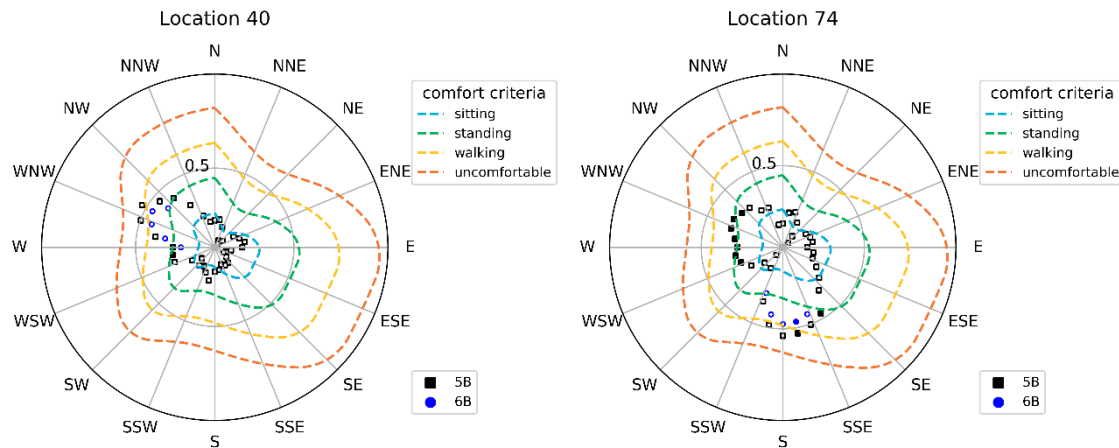 Location 40
N
NNE
NE
ENE
E
ESE
SE
SSE
S
SSW
SW
WSW
W
WNW
NW
NNW
0.5
comfort criteria
sitting
standing
walking
uncomfortable
5B
6B
Location 74
N
NNE
NE
ENE
E
ESE
SE
SSE
S
SSW
SW
WSW
W
WNW
NW
NNW
0.5
comfort criteria
sitting
standing
walking
uncomfortable
5B
6B